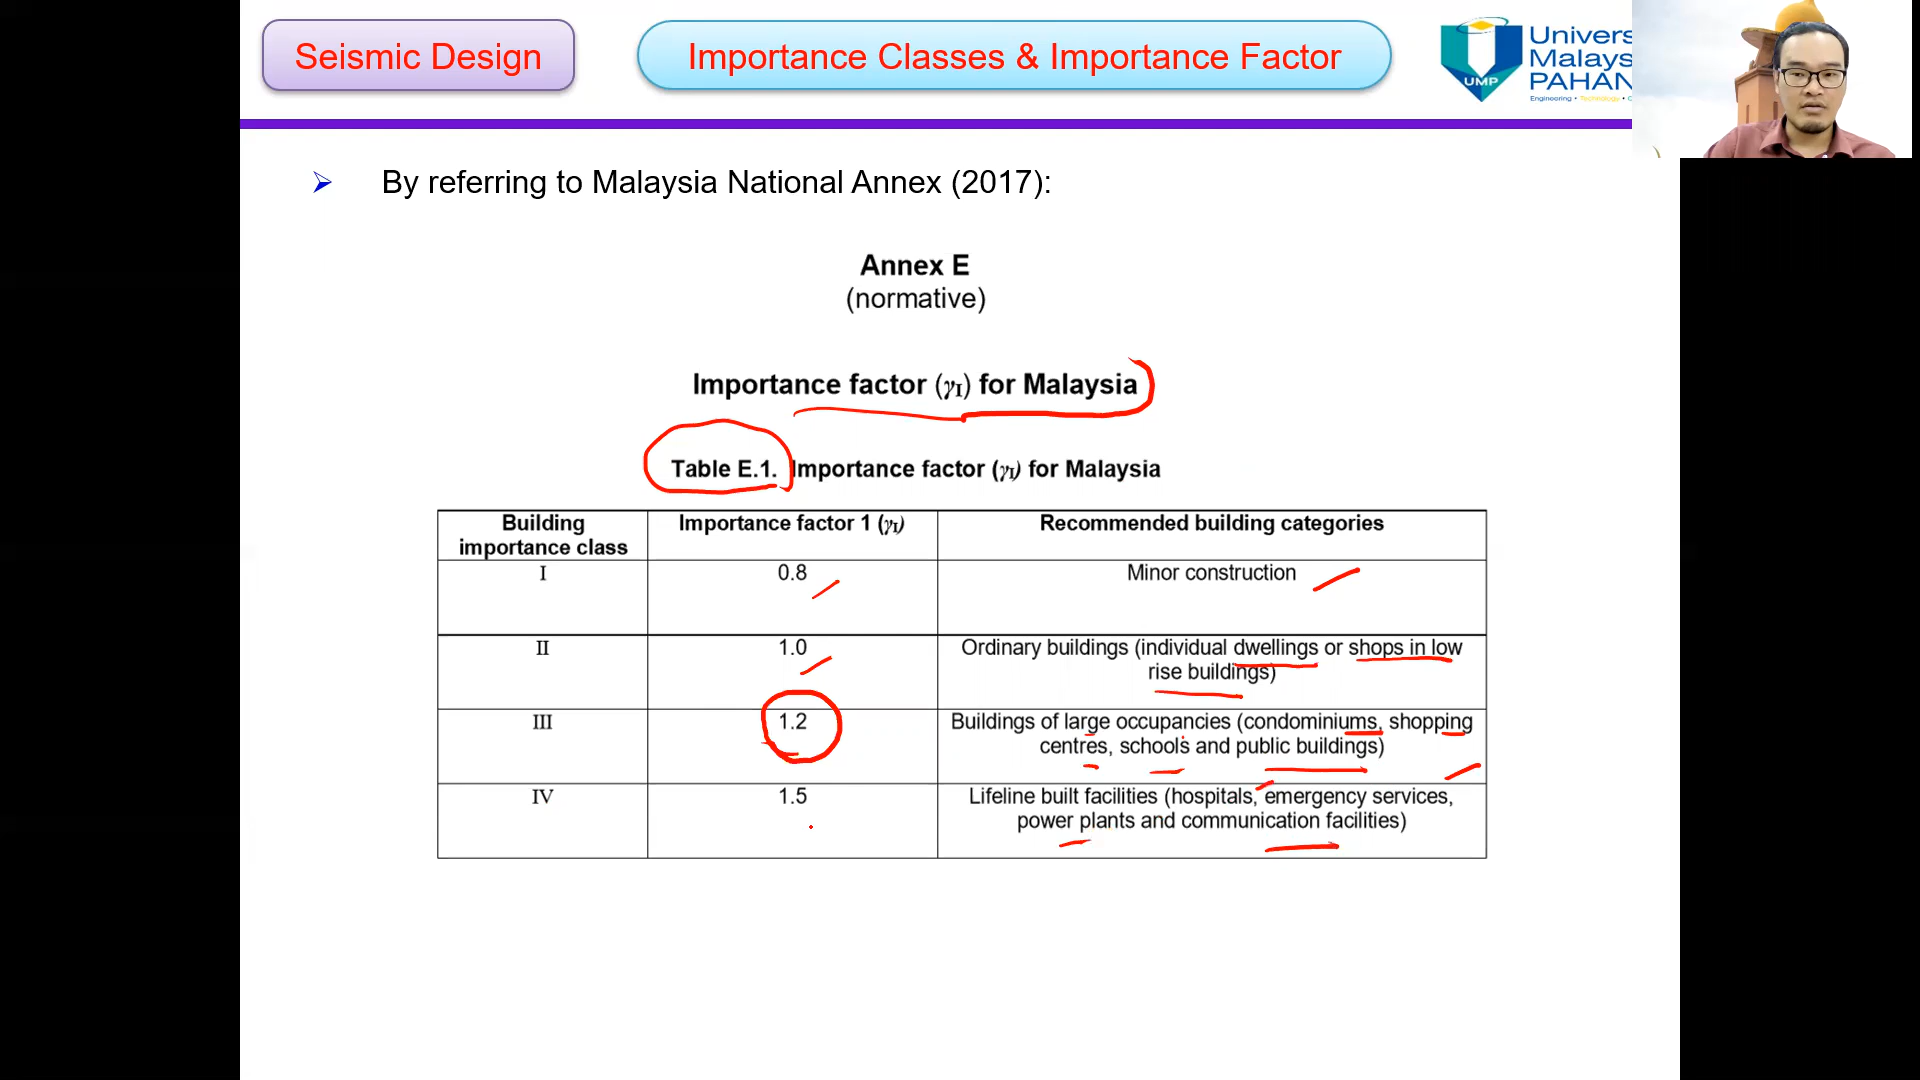 Seismic Design
Importance Classes & Importance Factor
Univers
Malays
PAHAN
UMP
Engineering • Technology •
By referring to Malaysia National Annex (2017):
Annex E
(normative)
Importance factor (γI) for Malaysia
Table E.1. Importance factor (γI) for Malaysia
Building importance class
Importance factor 1 (γI)
Recommended building categories
I
0.8
Minor construction
II
1.0
Ordinary buildings (individual dwellings or shops in low
rise buildings)
III
1.2
Buildings of large occupancies (condominiums, shopping
centres, schools and public buildings)
IV
1.5
Lifeline built facilities (hospitals, emergency services,
power plants and communication facilities)